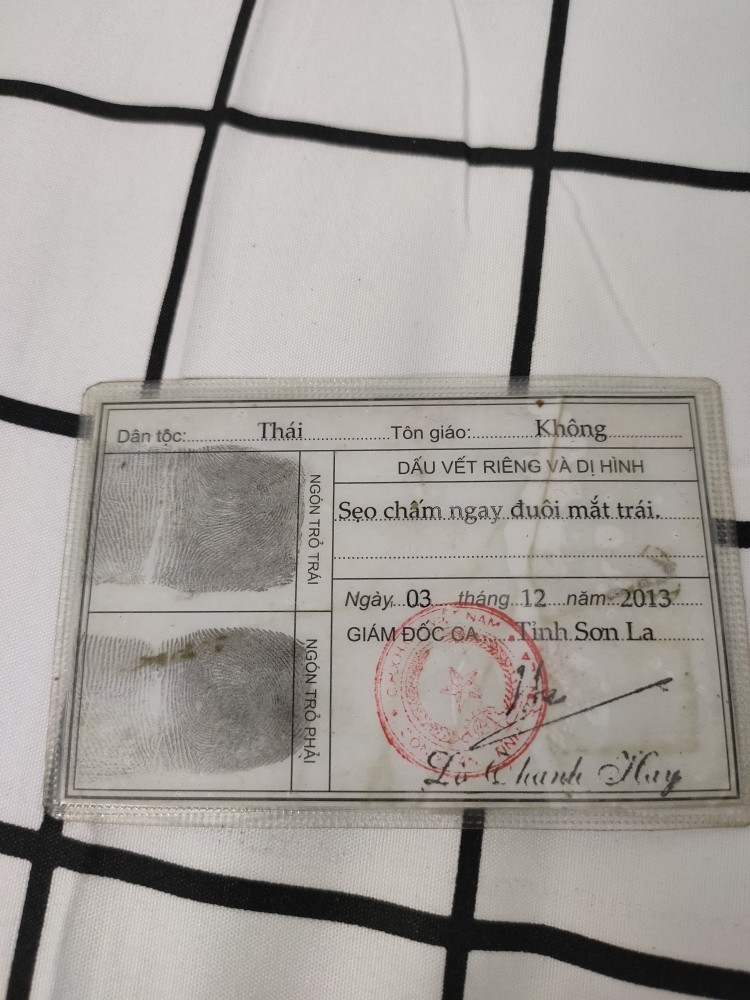 Dân tộc: Thái Tôn giáo: Không
NGÓN TRỎ TRÁI
NGÓN TRỎ PHẢI
DẤU VẾT RIÊNG VÀ DỊ HÌNH
Sẹo chấm ngay đuôi mắt trái.
Ngày 03 tháng 12 năm 2013
GIÁM ĐỐC CA Tỉnh Sơn La